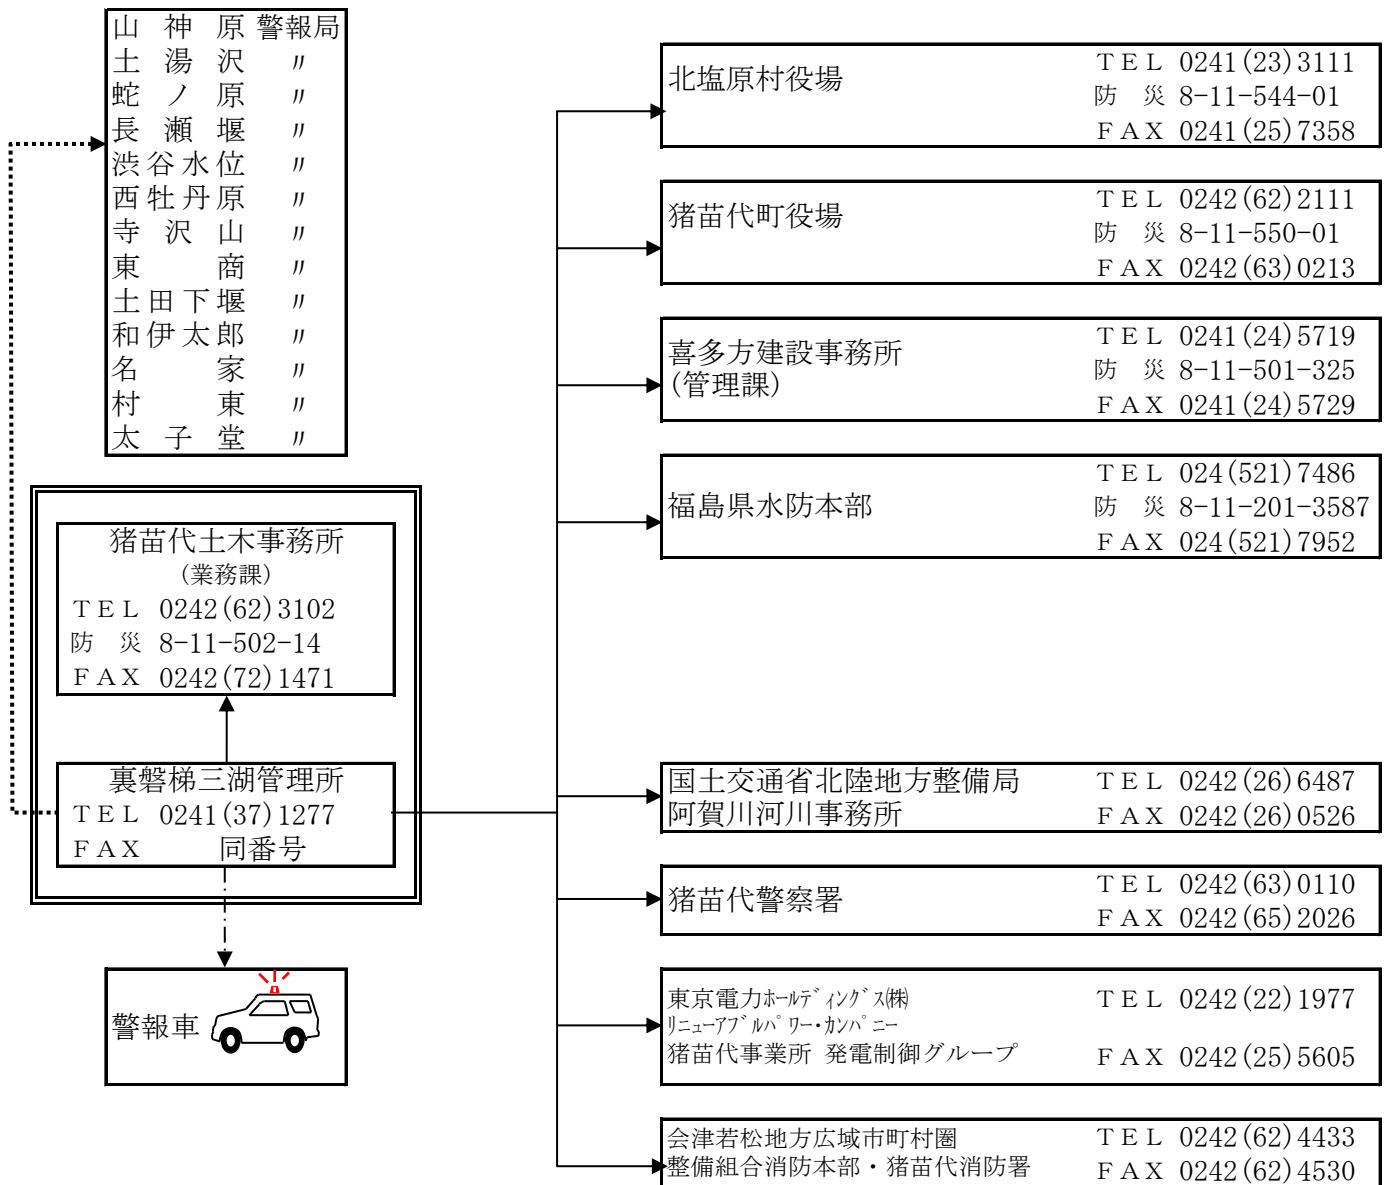 山神原警報局
土湯沢 〃
蛇ノ原 〃
長瀬堰 〃
渋谷水位 〃
西牡丹原 〃
寺沢山 〃
東商 〃
土田下堰 〃
和伊太郎 〃
名家 〃
村東 〃
太子堂 〃
猪苗代土木事務所
(業務課)
TEL 0242(62)3102
防災 8-11-502-14
FAX 0242(72)1471
裏磐梯三湖管理所
TEL 0241(37)1277
FAX 同番号
警報車
北塩原村役場
TEL 0241(23)3111
防災 8-11-544-01
FAX 0241(25)7358
猪苗代町役場
TEL 0242(62)2111
防災 8-11-550-01
FAX 0242(63)0213
喜多方建設事務所
(管理課)
TEL 0241(24)5719
防災 8-11-501-325
FAX 0241(24)5729
福島県水防本部
TEL 024(521)7486
防災 8-11-201-3587
FAX 024(521)7952
国土交通省北陸地方整備局
阿賀川河川事務所
TEL 0242(26)6487
FAX 0242(26)0526
猪苗代警察署
TEL 0242(63)0110
FAX 0242(65)2026
東京電力ﾎｰﾙﾃﾞｨﾝｸﾞｽ㈱
ﾘﾆｭｰｱﾌﾞﾙﾊﾟﾜｰ・ｶﾝﾊﾟﾆｰ
猪苗代事業所 発電制御グループ
TEL 0242(22)1977
FAX 0242(25)5605
会津若松地方広域市町村圏
整備組合消防本部・猪苗代消防署
TEL 0242(62)4433
FAX 0242(62)4530